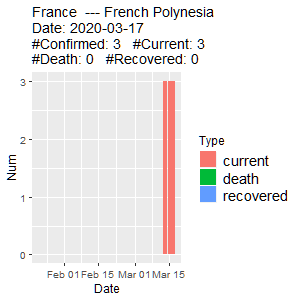 France --- French Polynesia
Date: 2020-03-17
#Confirmed: 3 #Current: 3
#Death: 0 #Recovered: 0
3
2
1
0
Num
Feb 01 Feb 15 Mar 01 Mar 15
Date
Type
current
death
recovered